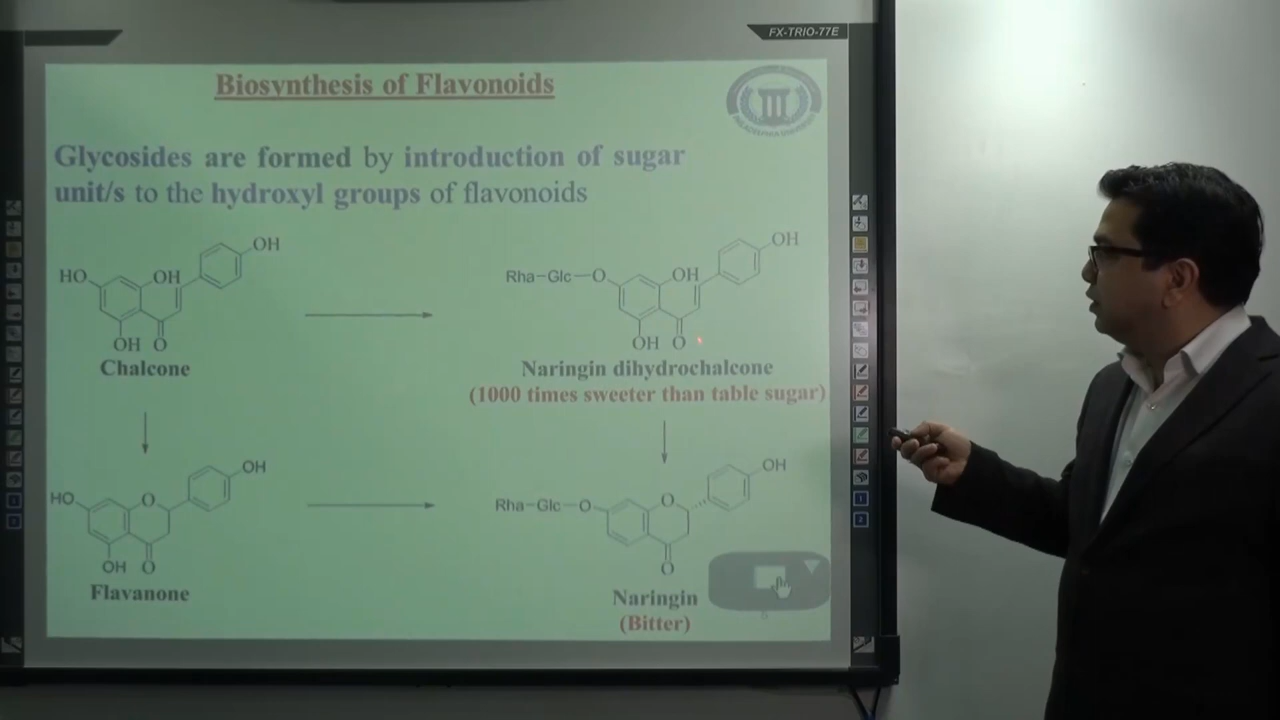 FX-TRIO-77E
Biosynthesis of Flavonoids
Glycosides are formed by introduction of sugar
unit/s to the hydroxyl groups of flavonoids
OH
HO
OH
OH
O
Chalcone
OH
Rha-Glc-O
OH
OH
O
Naringin dihydrochalcone
(1000 times sweeter than table sugar)
OH
HO
O
OH
O
Flavanone
OH
Rha-Glc-O
O
O
Naringin
(Bitter)
1
2